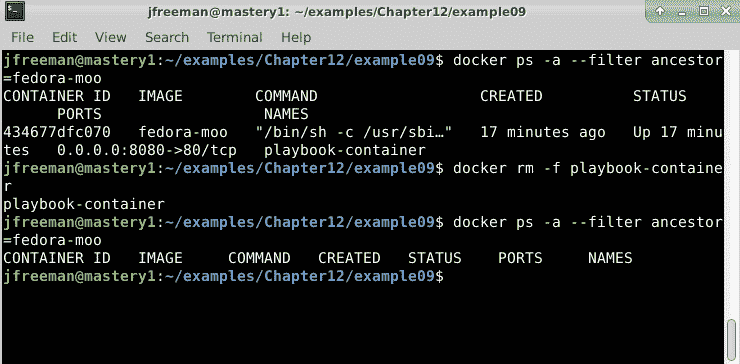 jfreeman@mastery1: ~/examples/Chapter12/example09
File Edit View Search Terminal Help
jfreeman@mastery1:~/examples/Chapter12/example09$ docker ps -a --filter ancestor
=fedora-moo
CONTAINER ID   IMAGE        COMMAND                  CREATED          STATUS
      PORTS                  NAMES
434677dfc070   fedora-moo   "/bin/sh -c /usr/sbi…"   17 minutes ago   Up 17 minu
tes   0.0.0.0:8080->80/tcp   playbook-container
jfreeman@mastery1:~/examples/Chapter12/example09$ docker rm -f playbook-containe
r
playbook-container
jfreeman@mastery1:~/examples/Chapter12/example09$ docker ps -a --filter ancestor
=fedora-moo
CONTAINER ID   IMAGE     COMMAND   CREATED   STATUS    PORTS     NAMES
jfreeman@mastery1:~/examples/Chapter12/example09$